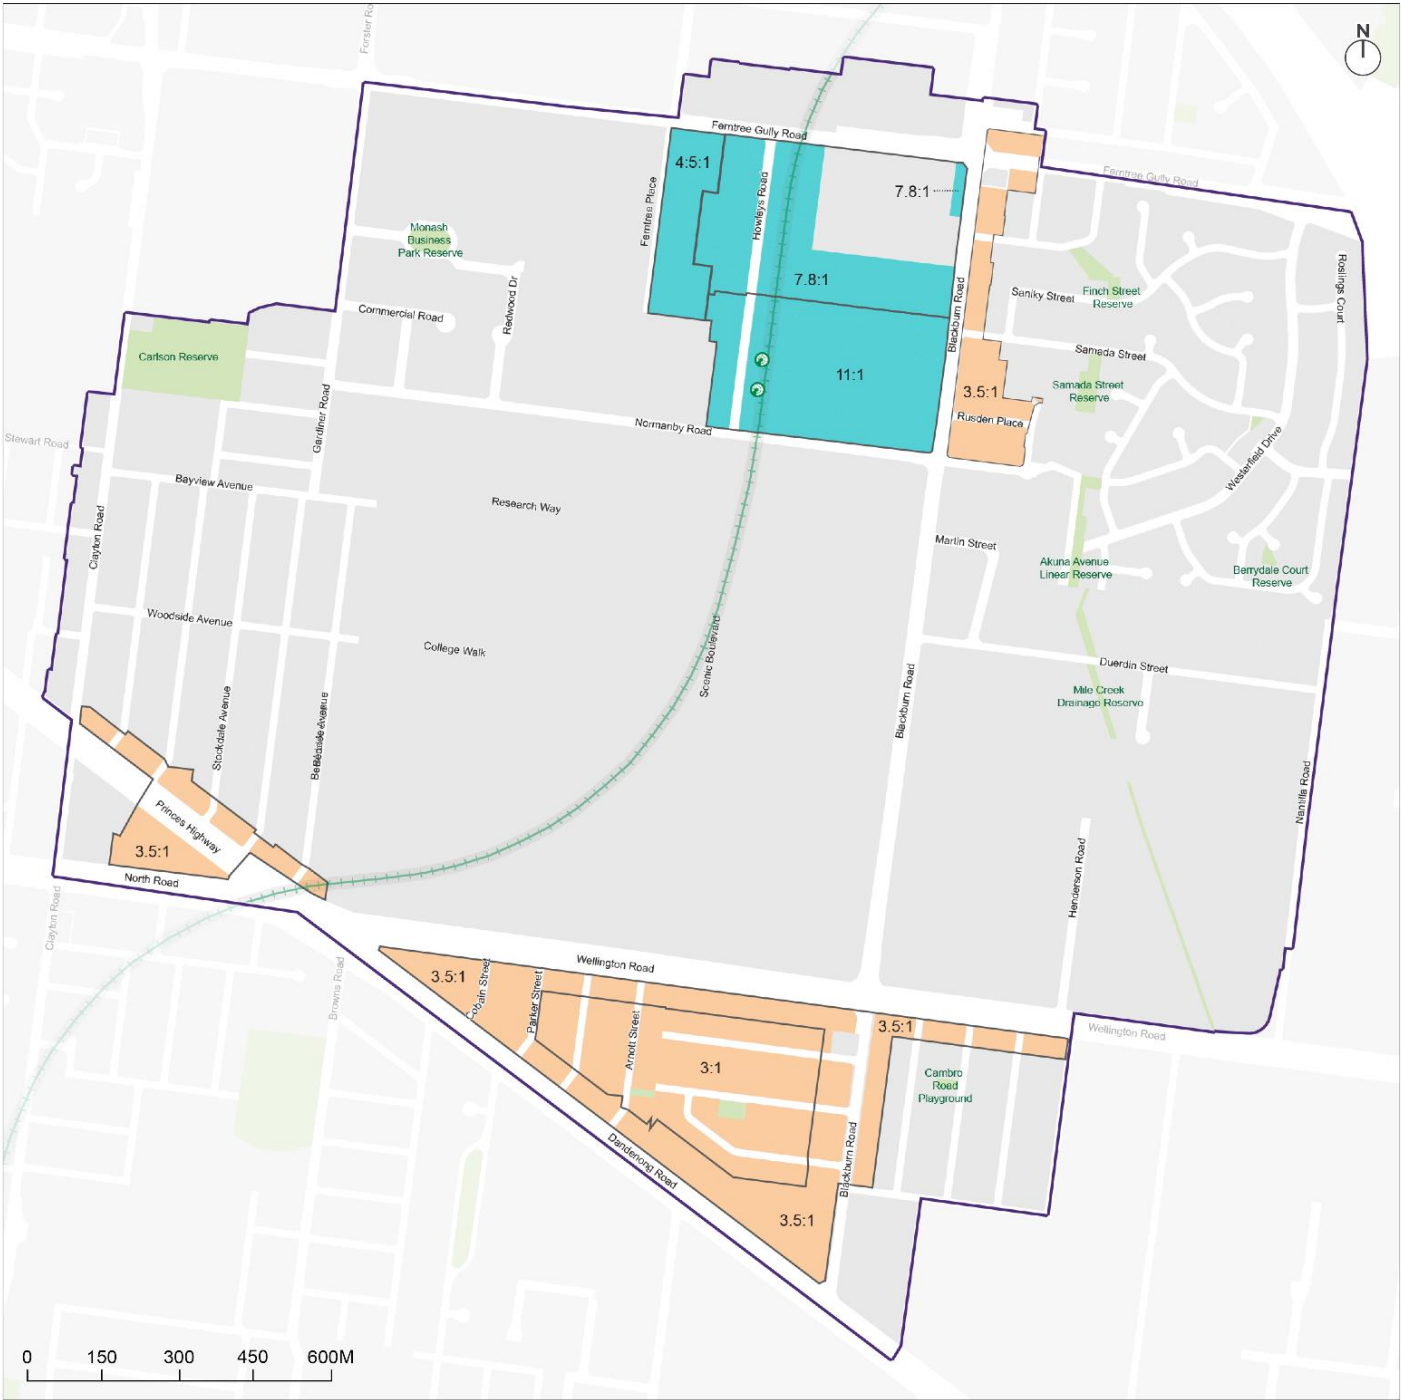 N
Forster Ro
Ferntree Gully Road
Ferntree Gully Road
4:5:1
7.8:1
Ferntree Place
Howleys Road
Monash
Business
Park Reserve
Roslings Court
7.8:1
Saniky Street
Finch Street
Reserve
Redwood Dr
Commercial Road
Blackburn Road
Carlson Reserve
Samada Street
11:1
3.5:1
Samada Street
Reserve
Gardiner Road
Rusden Place
Normanby Road
Stewart Road
Westerfield Drive
Bayview Avenue
Research Way
Clayton Road
Martin Street
Akuna Avenue
Linear Reserve
Berrydale Court
Reserve
Woodside Avenue
College Walk
Scenic Boulevard
Duerdin Street
Mile Creek
Drainage Reserve
Blackburn Road
Stockdale Avenue
Nantilla Road
Princes Highway
3.5:1
North Road
Henderson Road
Clayton Road
Browns Road
Wellington Road
3.5:1
Cobain Street
Parker Street
Arnott Street
3.5:1
Wellington Road
3:1
Cambro
Road
Playground
Blackburn Road
Dandenong Road
3.5:1
0 150 300 450 600M